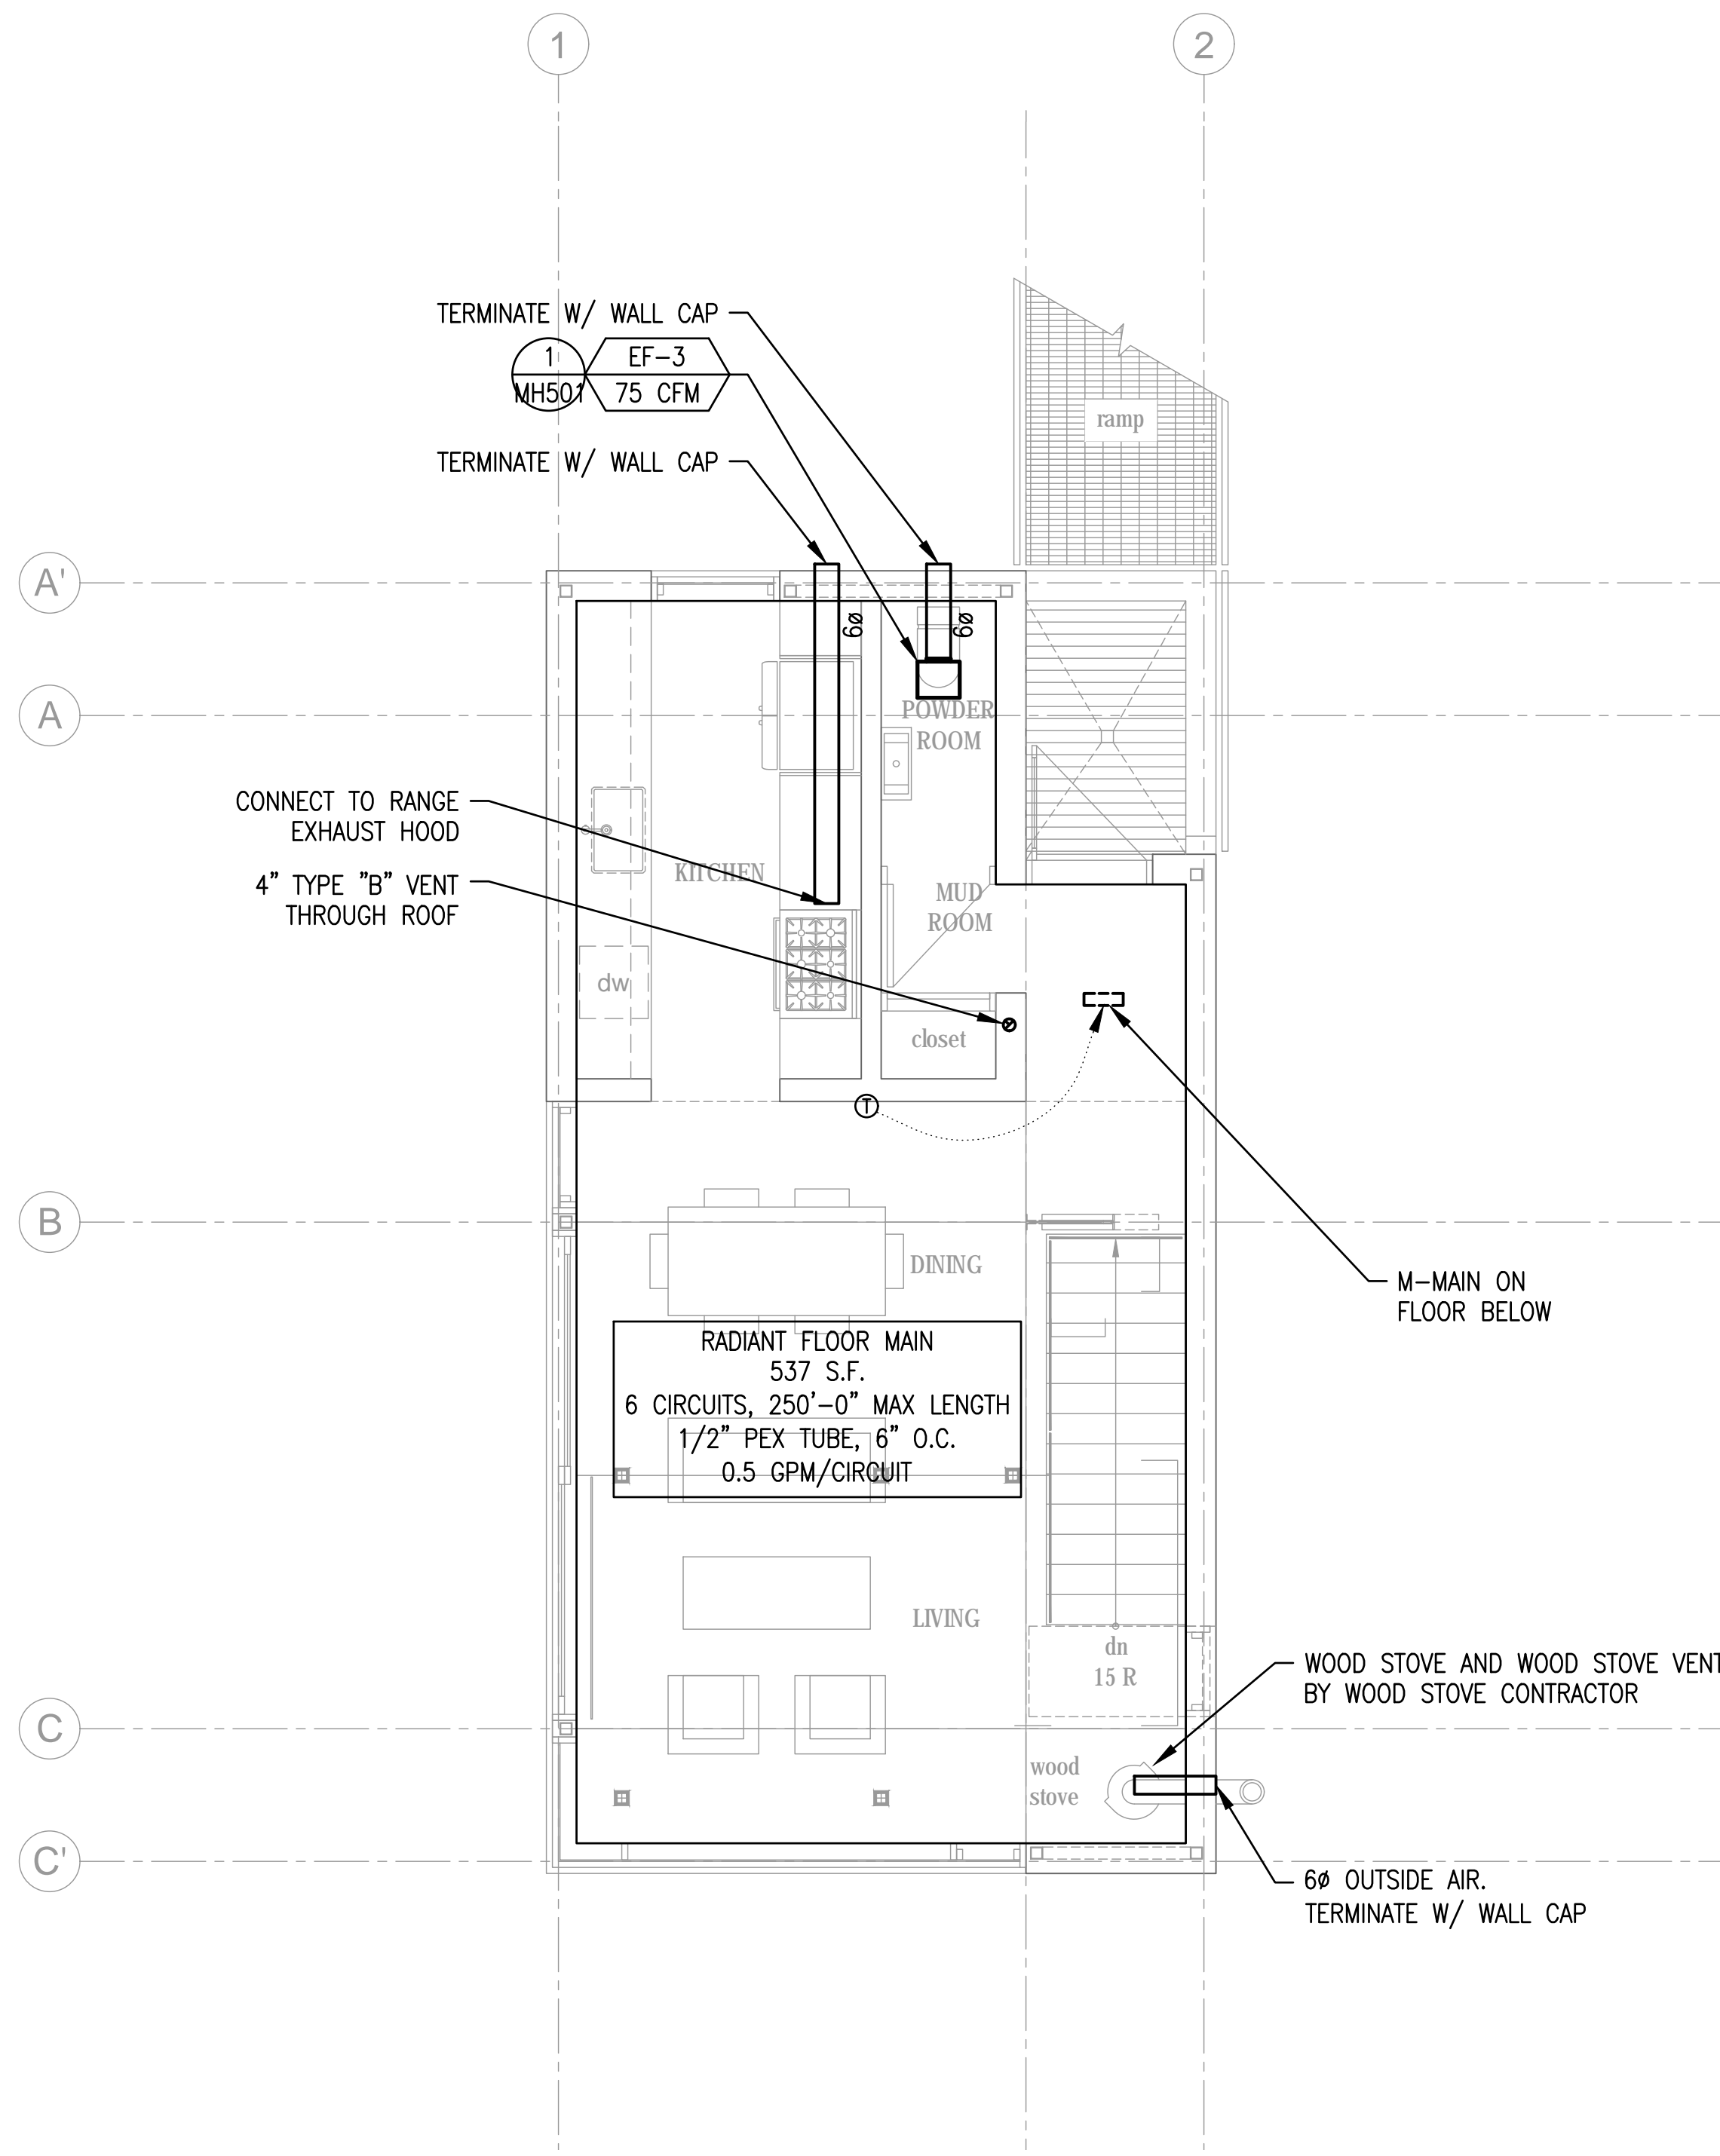 1
2
TERMINATE W/ WALL CAP
1
EF-3
MH501
75 CFM
ramp
TERMINATE W/ WALL CAP
A'
6ø
6ø
A
POWDER
ROOM
CONNECT TO RANGE
EXHAUST HOOD
KITCHEN
4" TYPE "B" VENT
THROUGH ROOF
MUD
ROOM
dw
closet
T
B
DINING
M-MAIN ON
FLOOR BELOW
RADIANT FLOOR MAIN
537 S.F.
6 CIRCUITS, 250'-0" MAX LENGTH
1/2" PEX TUBE, 6" O.C.
0.5 GPM/CIRCUIT
LIVING
dn
15 R
WOOD STOVE AND WOOD STOVE VENT
BY WOOD STOVE CONTRACTOR
C
wood
stove
C'
6ø OUTSIDE AIR.
TERMINATE W/ WALL CAP